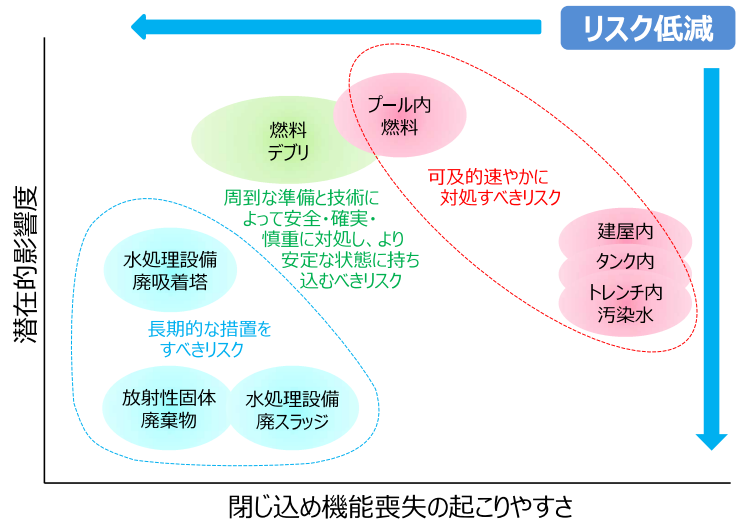 リスク低減
プール内
燃料
燃料
デブリ
可及的速やかに
対処すべきリスク
周到な準備と技術に
よって安全・確実・
慎重に対処し、より
安定な状態に持ち
込むべきリスク
建屋内
タンク内
トレンチ内
汚染水
水処理設備
廃吸着塔
長期的な措置を
すべきリスク
放射性固体
廃棄物
水処理設備
廃スラッジ
潜在的影響度
閉じ込め機能喪失の起こりやすさ